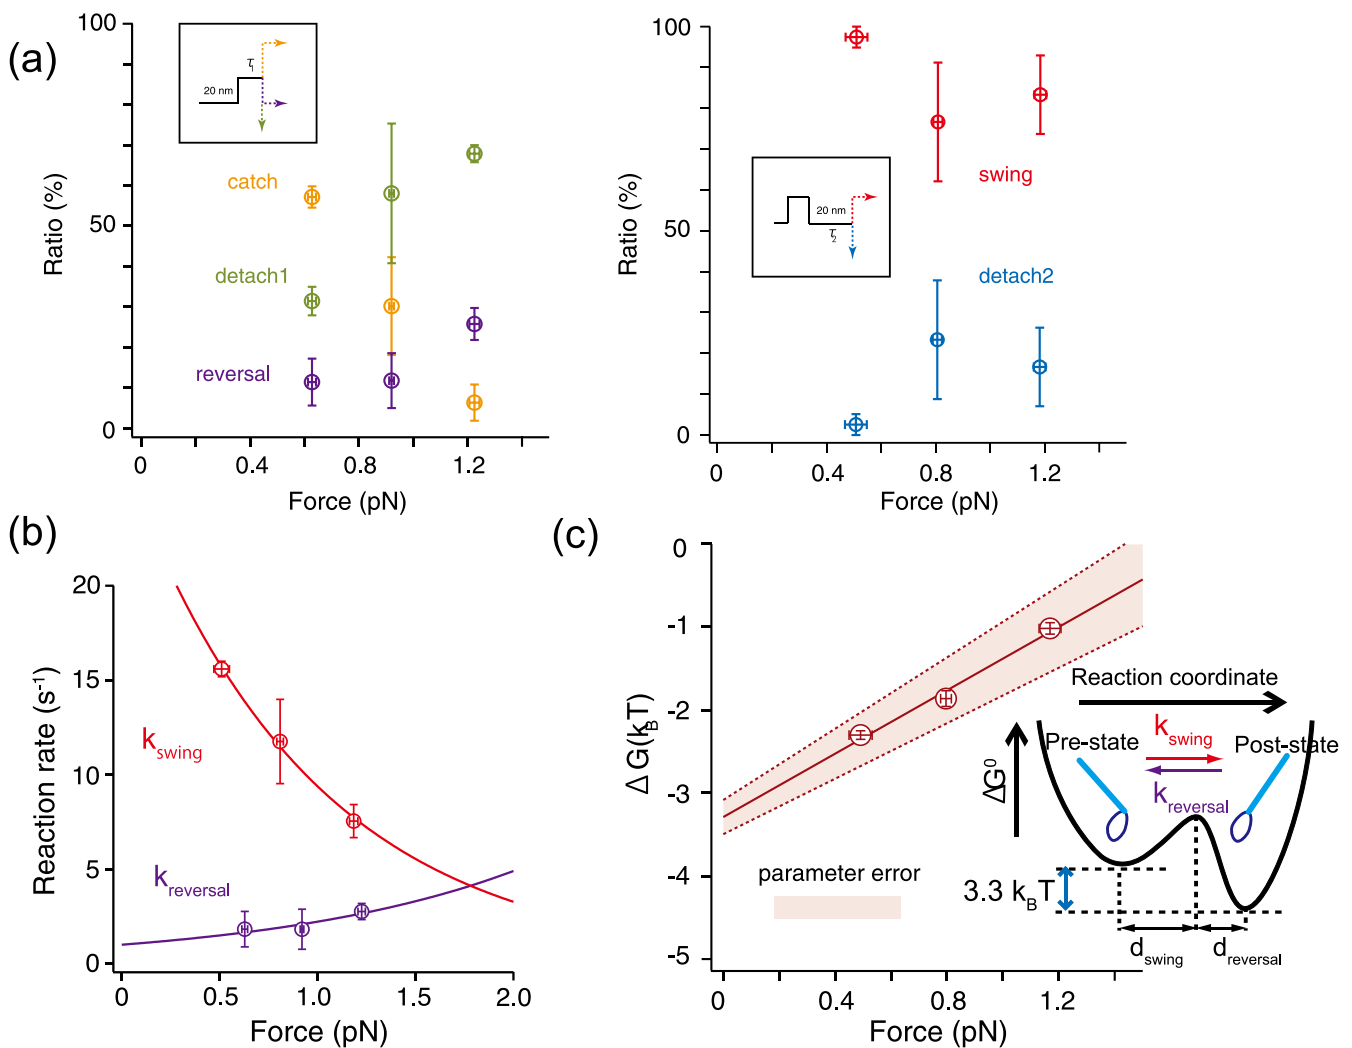 (a)
100
50
0
Ratio (%)
20 nm
τ1
catch
detach1
reversal
0
0.4
0.8
1.2
Force (pN)
100
50
0
Ratio (%)
20 nm
τ2
swing
detach2
0
0.4
0.8
1.2
Force (pN)
(b)
20
15
10
5
0
Reaction rate (s-1)
kswing
kreversal
0
0.5
1.0
1.5
2.0
Force (pN)
(c)
0
-1
-2
-3
-4
-5
ΔG(kBT)
parameter error
0
0.4
0.8
1.2
Force (pN)
Reaction coordinate
ΔG0
Pre-state
kswing
Post-state
kreversal
3.3 kBT
dswing
dreversal